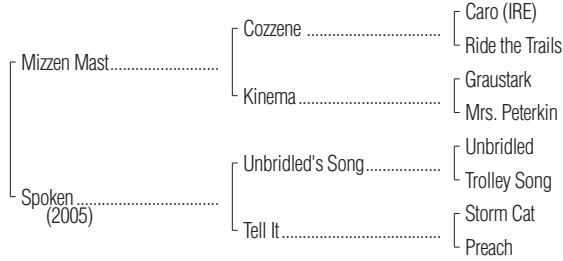 Caro (IRE)
Cozzene
Ride the Trails
Mizzen Mast
Graustark
Kinema
Mrs. Peterkin
Unbridled
Unbridled's Song
Trolley Song
Spoken
(2005)
Storm Cat
Tell It
Preach